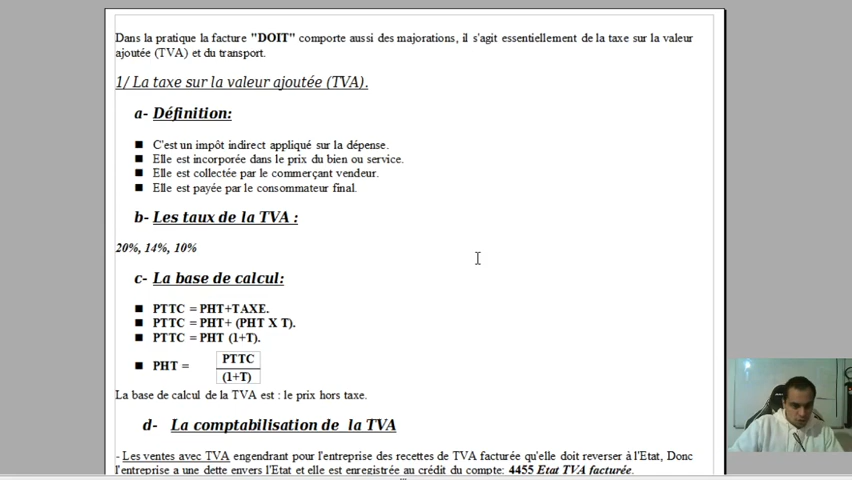 Dans la pratique la facture "DOIT" comporte aussi des majorations, il s'agit essentiellement de la taxe sur la valeur
ajoutée (TVA) et du transport.
1/ La taxe sur la valeur ajoutée (TVA).
a- Définition:
■ C'est un impôt indirect appliqué sur la dépense.
■ Elle est incorporée dans le prix du bien ou service.
■ Elle est collectée par le commerçant vendeur.
■ Elle est payée par le consommateur final.
b- Les taux de la TVA :
20%, 14%, 10%
c- La base de calcul:
■ PTTC = PHT+TAXE.
■ PTTC = PHT+ (PHT X T).
■ PTTC = PHT (1+T).
■ PHT = PTTC
(1+T)
La base de calcul de la TVA est : le prix hors taxe.
d- La comptabilisation de la TVA
- Les ventes avec TVA engendrant pour l'entreprise des recettes de TVA facturée qu'elle doit reverser à l'Etat, Donc
l'entreprise a une dette envers l'Etat et elle est enregistrée au crédit du compte: 4455 Etat TVA facturée.